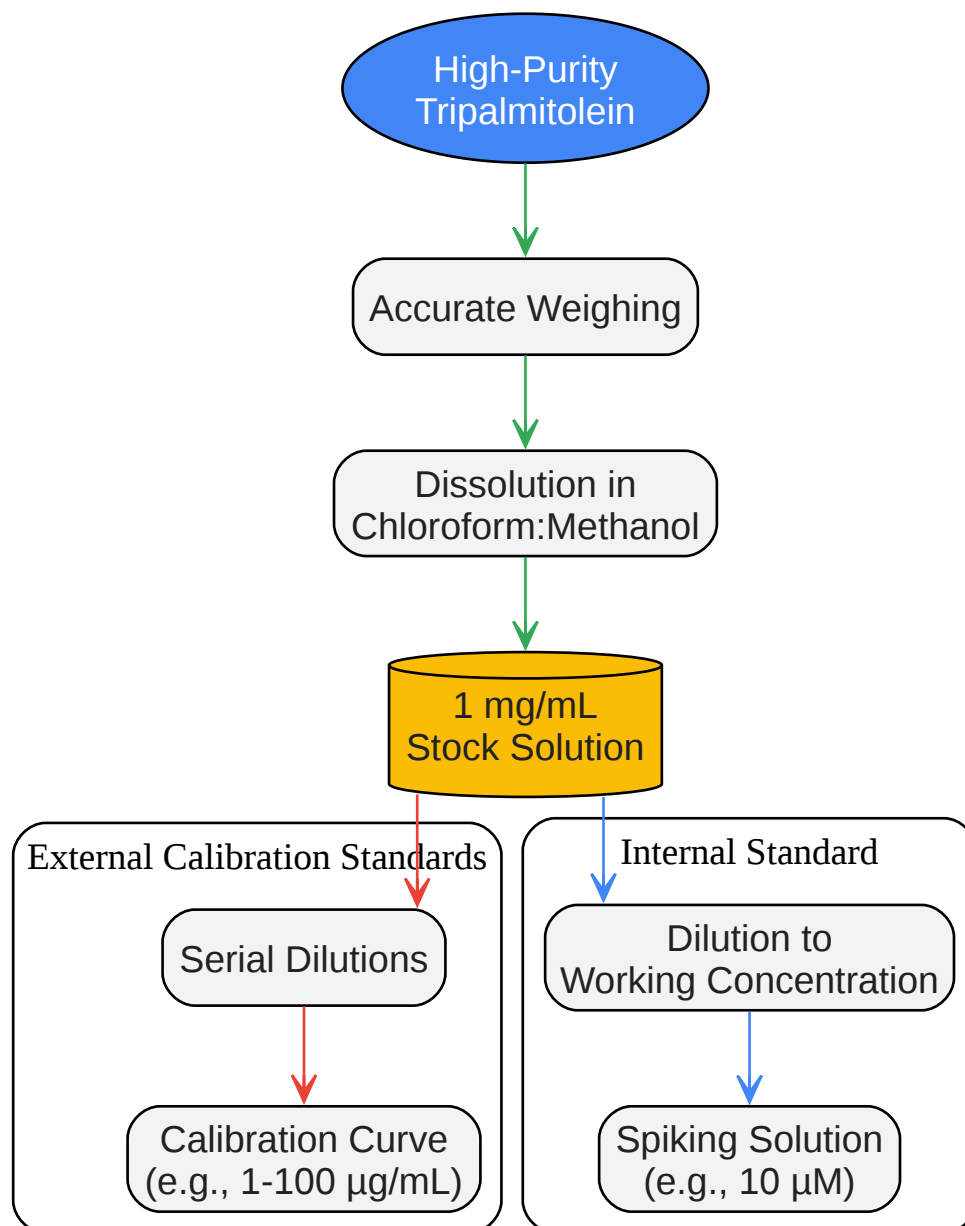 High-Purity
Tripalmitolein
Accurate Weighing
Dissolution in
Chloroform:Methanol
1 mg/mL
Stock Solution
External Calibration Standards
Serial Dilutions
Calibration Curve
(e.g., 1-100 µg/mL)
Internal Standard
Dilution to
Working Concentration
Spiking Solution
(e.g., 10 µM)